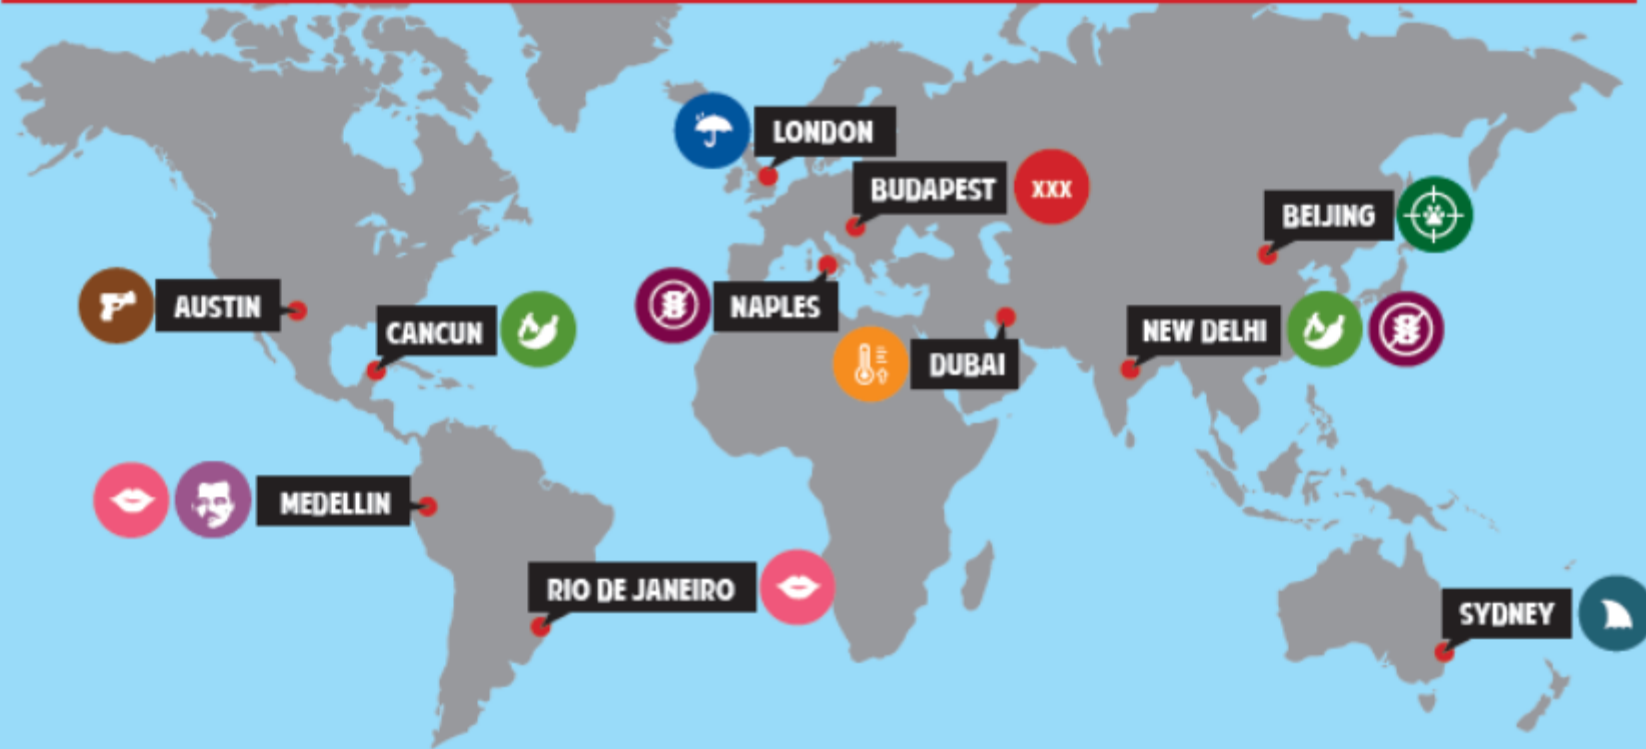 LONDON
BUDAPEST
XXX
BEIJING
AUSTIN
CANCUN
NAPLES
NEW DELHI
DUBAI
MEDELLIN
RIO DE JANEIRO
SYDNEY